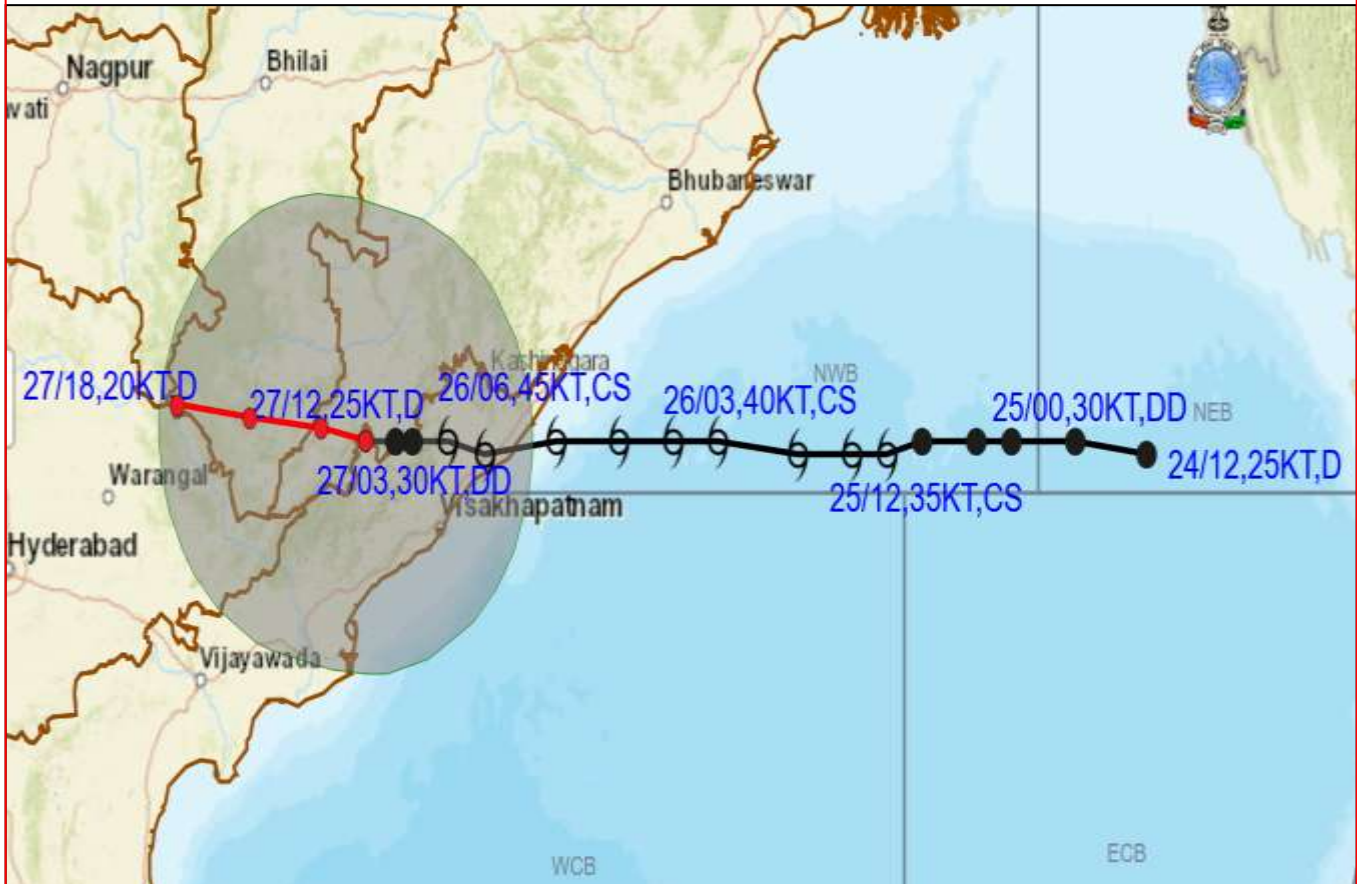 Nagpur
Bhilai
vati
Bhubaneswar
Kashinagara
27/18,20KT,D
27/12,25KT,D
26/06,45KT,CS
26/03,40KT,CS
NWB
25/00,30KT,DD
NEB
Warangal
27/03,30KT,DD
25/12,35KT,CS
24/12,25KT,D
Visakhapatnam
Hyderabad
Vijayawada
WCB
ECB